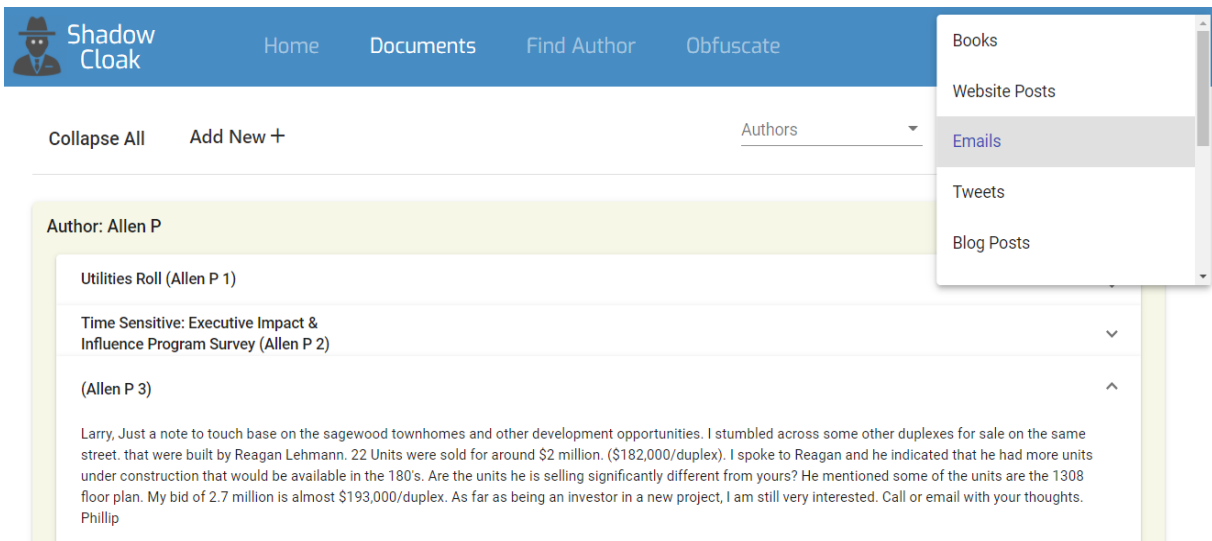 Shadow
Cloak
Home
Documents
Find Author
Obfuscate
Books
Website Posts
Emails
Tweets
Blog Posts
Collapse All
Add New +
Authors
Author: Allen P
Utilities Roll (Allen P 1)
Time Sensitive: Executive Impact &
Influence Program Survey (Allen P 2)
(Allen P 3)
Larry, Just a note to touch base on the sagewood townhomes and other development opportunities. I stumbled across some other duplexes for sale on the same
street. that were built by Reagan Lehmann. 22 Units were sold for around $2 million. ($182,000/duplex). I spoke to Reagan and he indicated that he had more units
under construction that would be available in the 180's. Are the units he is selling significantly different from yours? He mentioned some of the units are the 1308
floor plan. My bid of 2.7 million is almost $193,000/duplex. As far as being an investor in a new project, I am still very interested. Call or email with your thoughts.
Phillip